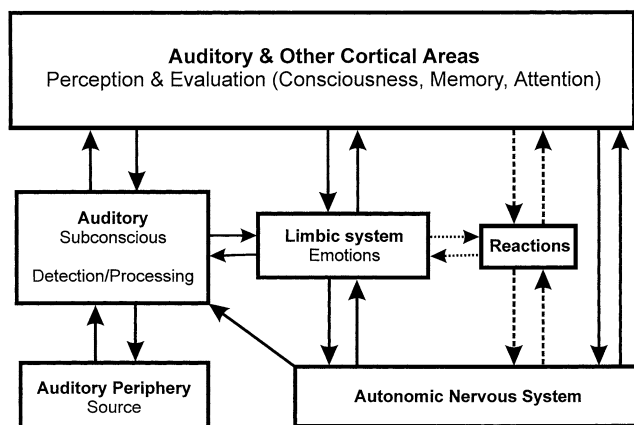 Auditory & Other Cortical Areas
Perception & Evaluation (Consciousness, Memory, Attention)
Auditory
Subconscious
Detection/Processing
Limbic system
Emotions
Reactions
Auditory Periphery
Source
Autonomic Nervous System